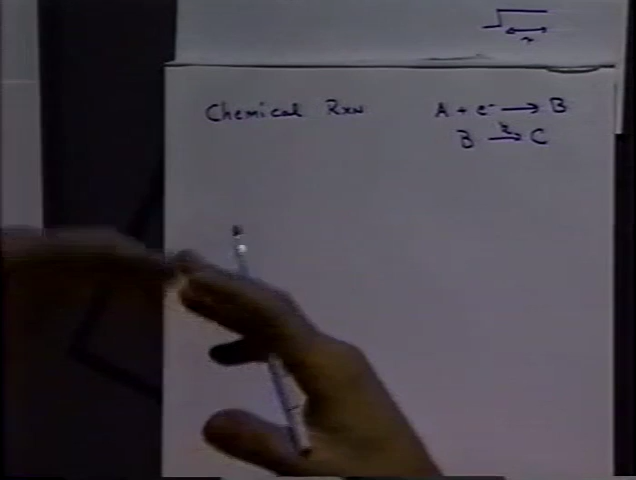 τ
Chemical Rxn A + e⁻ → B
B →k C